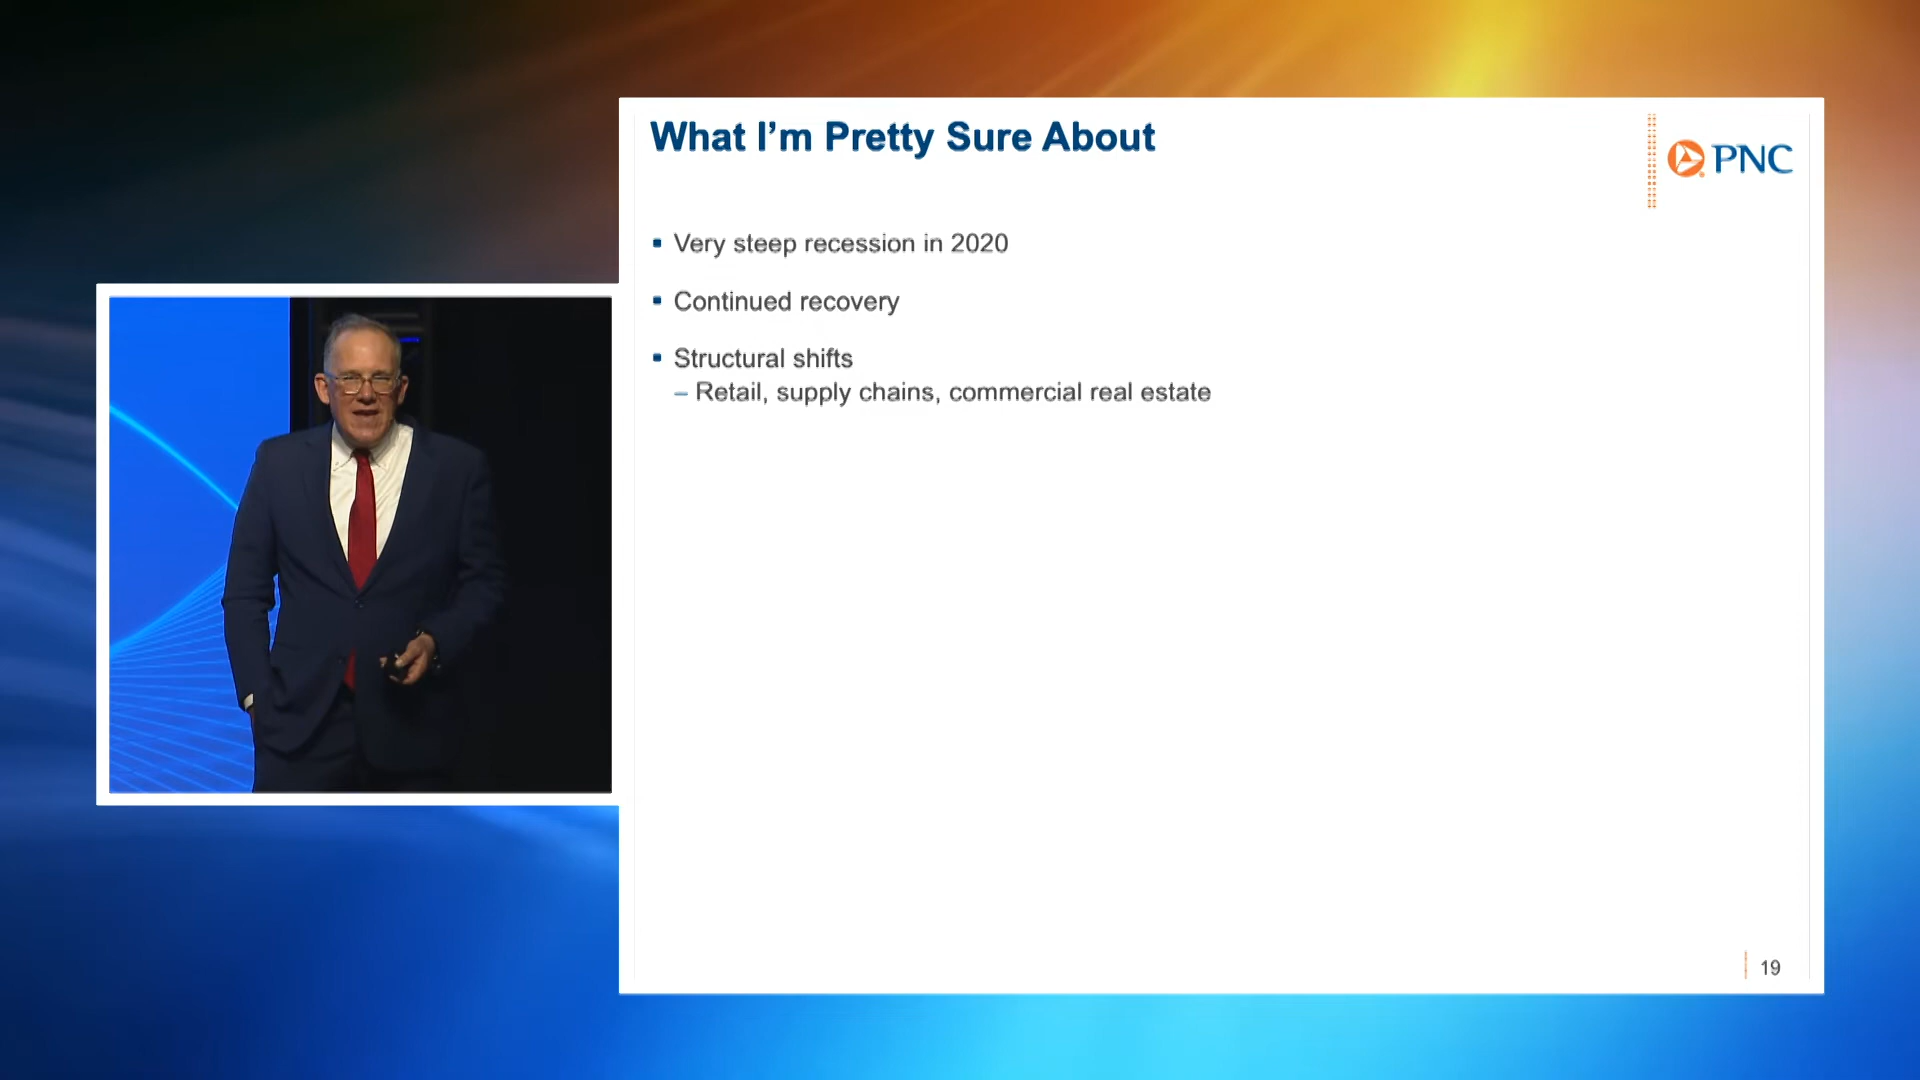 What I'm Pretty Sure About
PNC
▪ Very steep recession in 2020
▪ Continued recovery
▪ Structural shifts
– Retail, supply chains, commercial real estate
19